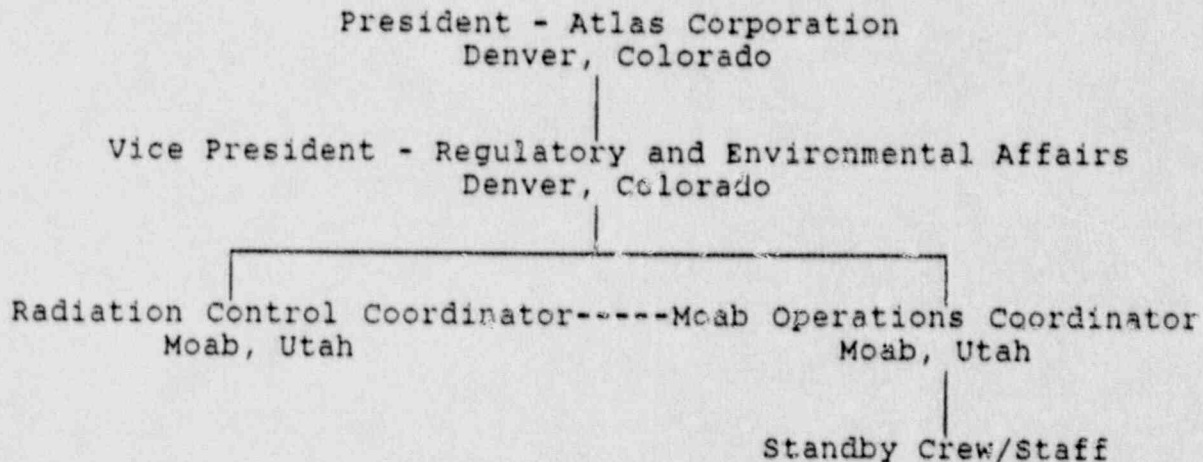 President - Atlas Corporation
Denver, Colorado
Vice President - Regulatory and Environmental Affairs
Denver, Colorado
Radiation Control Coordinator-----Moab Operations Coordinator
Moab, Utah Moab, Utah
Standby Crew/Staff